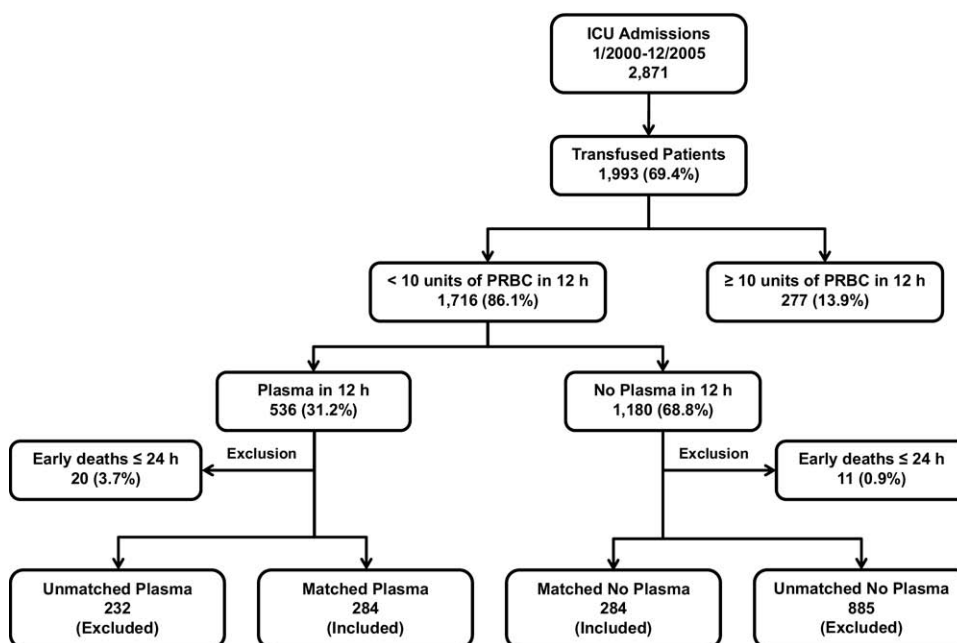 ICU Admissions
1/2000-12/2005
2,871
Transfused Patients
1,993 (69.4%)
< 10 units of PRBC in 12 h
1,716 (86.1%)
≥ 10 units of PRBC in 12 h
277 (13.9%)
Plasma in 12 h
536 (31.2%)
No Plasma in 12 h
1,180 (68.8%)
Early deaths ≤ 24 h
20 (3.7%)
Exclusion
Exclusion
Early deaths ≤ 24 h
11 (0.9%)
Unmatched Plasma
232
(Excluded)
Matched Plasma
284
(Included)
Matched No Plasma
284
(Included)
Unmatched No Plasma
885
(Excluded)